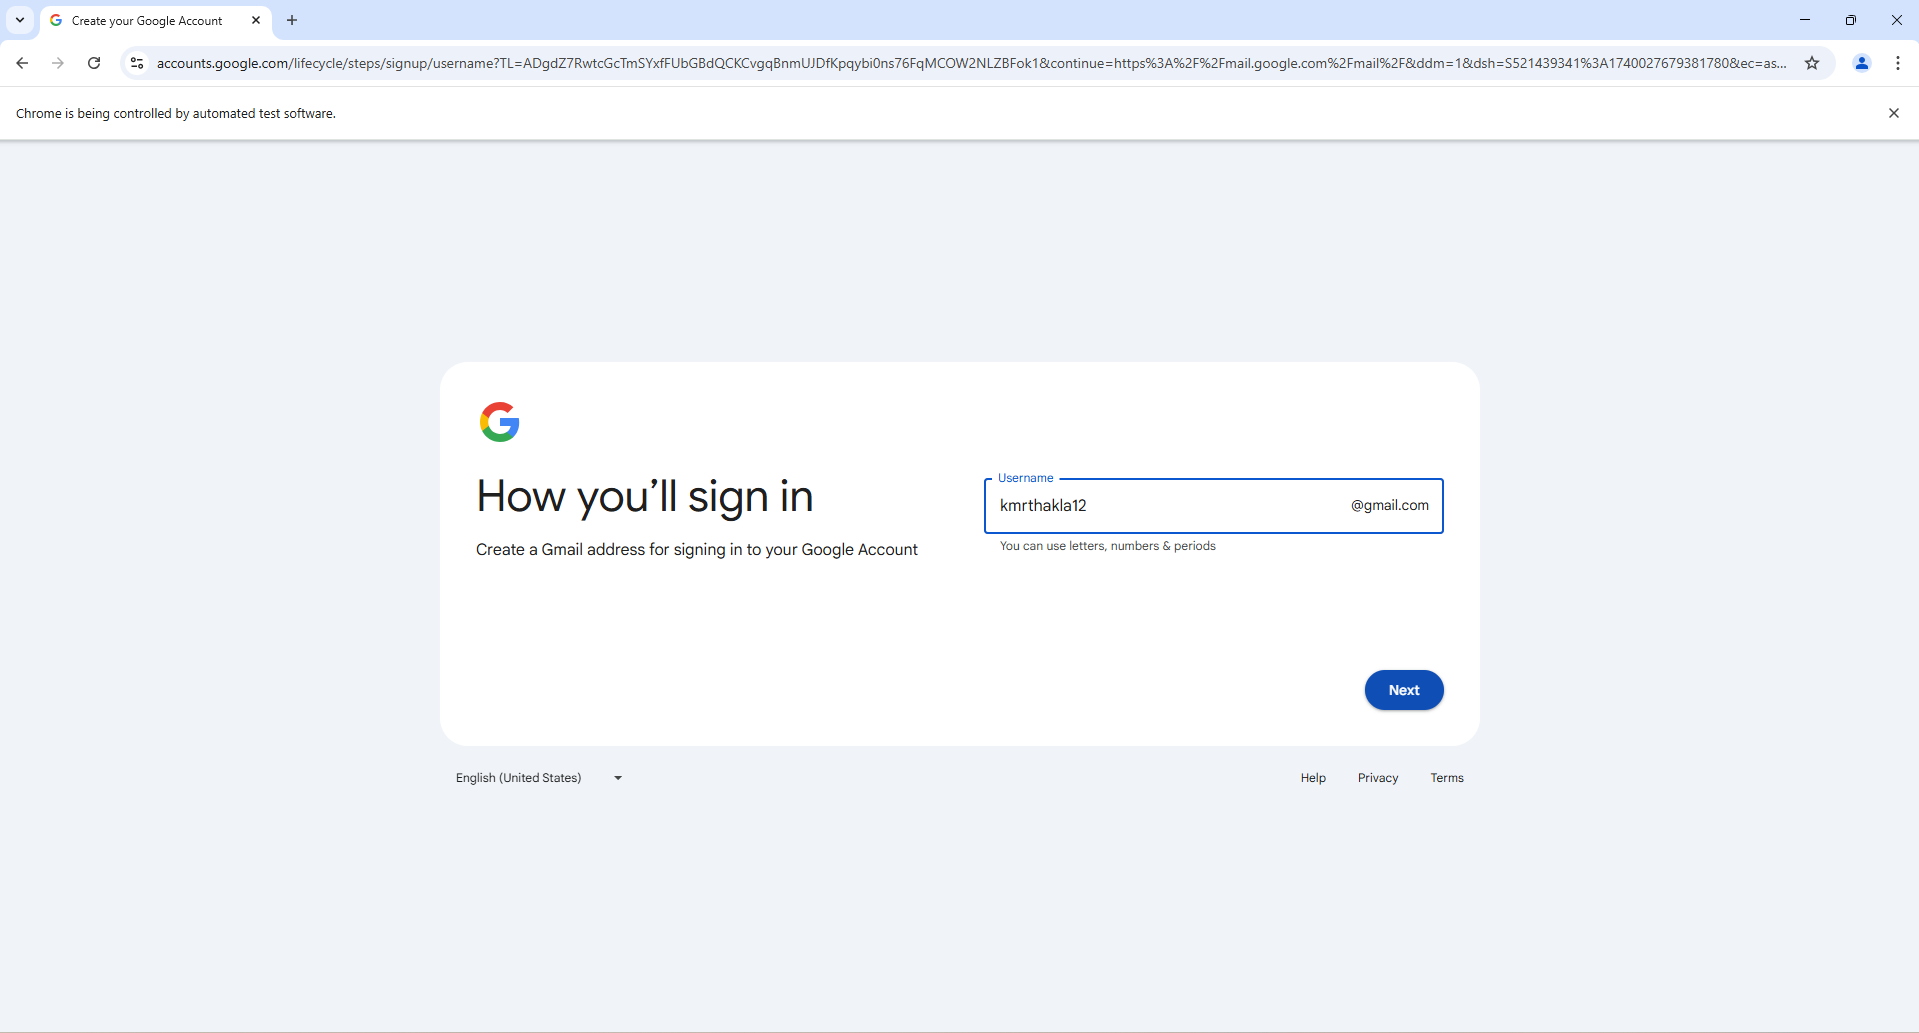 Create your Google Account
accounts.google.com/lifecycle/steps/signup/username?TL=ADgdZ7RwtcGcTmSYxfFUbGBdQCKCvgqBnmUJDfKpqybi0ns76FqMCOW2NLZBFok1&continue=https%3A%2F%2Fmail.google.com%2Fmail%2F&ddm=1&dsh=S521439341%3A1740027679381780&ec=as...
Chrome is being controlled by automated test software.
How you’ll sign in
Create a Gmail address for signing in to your Google Account
Username
kmrthakla12 @gmail.com
You can use letters, numbers & periods
Next
English (United States)
Help Privacy Terms